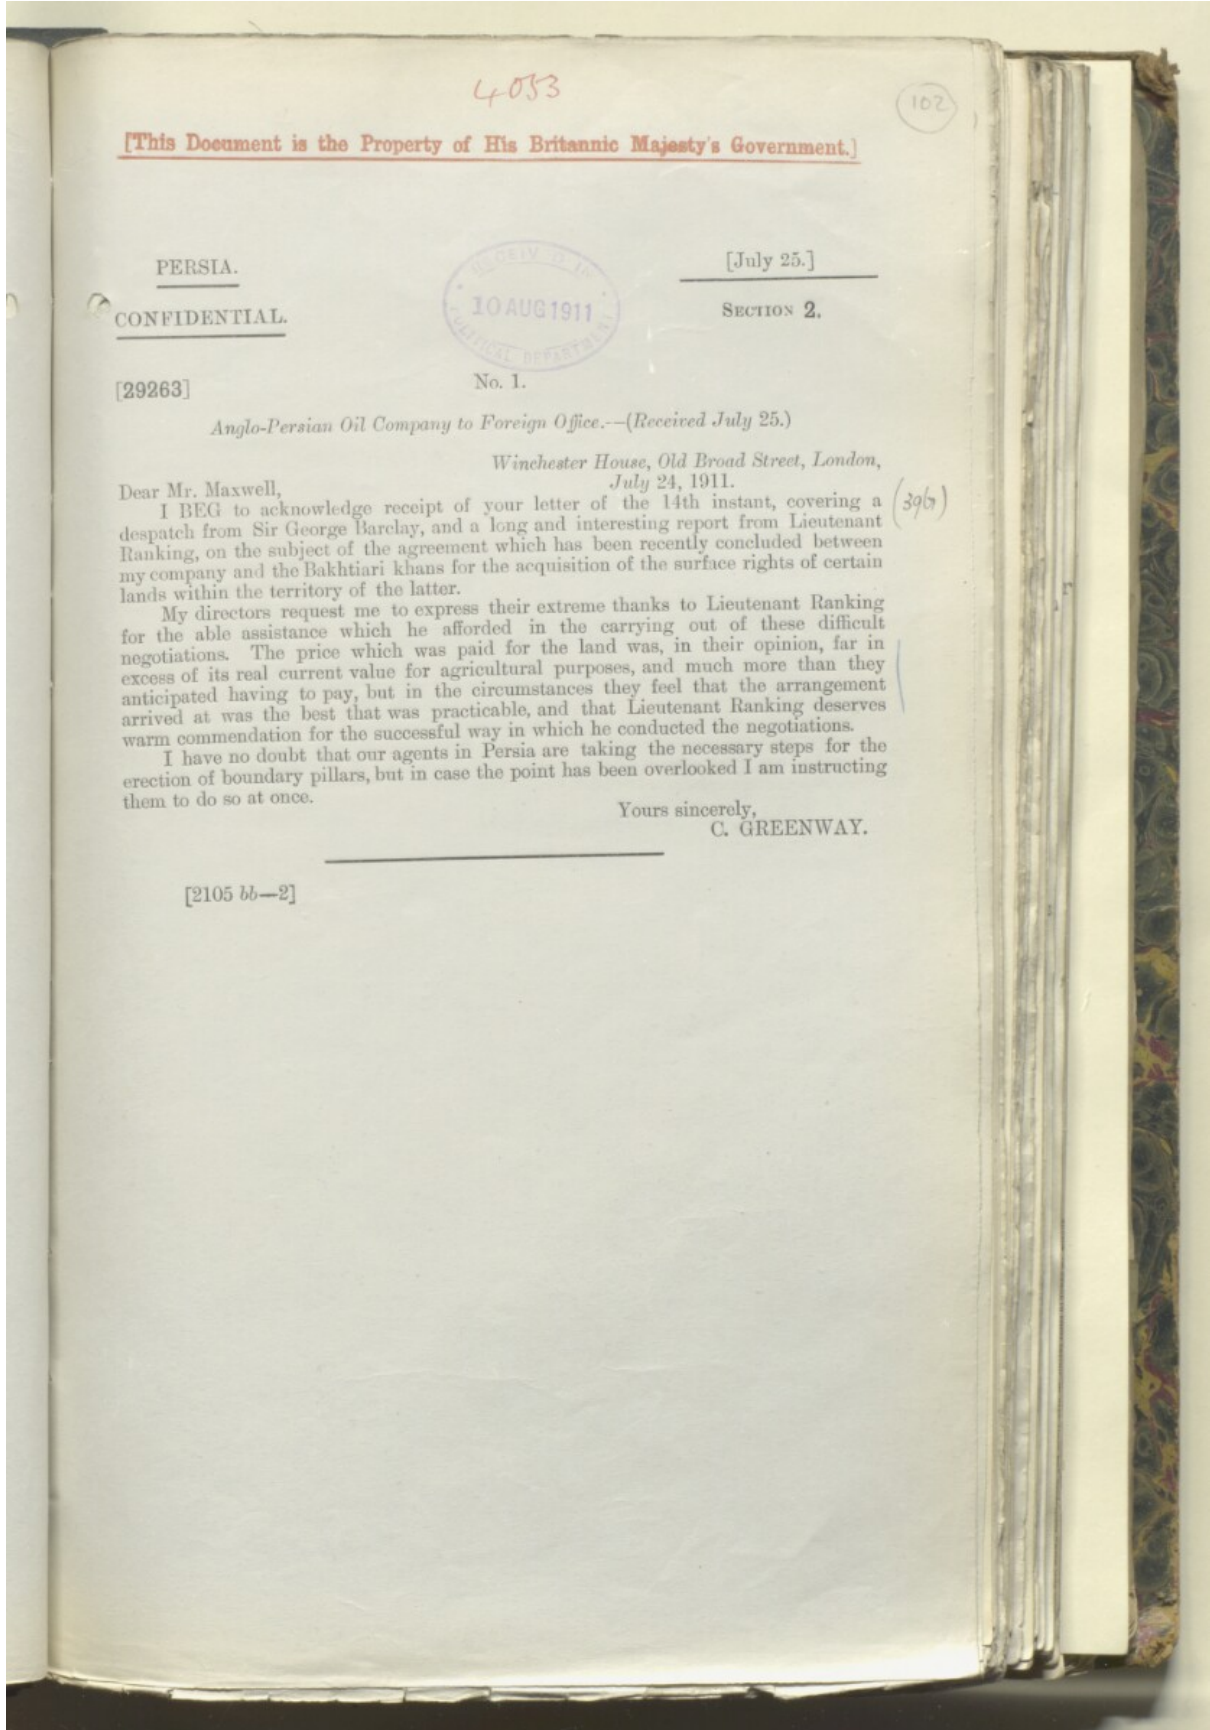 4053
102
[This Document is the Property of His Britannic Majesty's Government.]
PERSIA.
[July 25.]
CONFIDENTIAL.
RECEIVED IN
10 AUG 1911
POLITICAL DEPARTMENT
SECTION 2.
[29263]
No. 1.
Anglo-Persian Oil Company to Foreign Office.—(Received July 25.)
Winchester House, Old Broad Street, London,
Dear Mr. Maxwell,
July 24, 1911.
I BEG to acknowledge receipt of your letter of the 14th instant, covering a
despatch from Sir George Barclay, and a long and interesting report from Lieutenant
Ranking, on the subject of the agreement which has been recently concluded between
my company and the Bakhtiari khans for the acquisition of the surface rights of certain
lands within the territory of the latter.
My directors request me to express their extreme thanks to Lieutenant Ranking
for the able assistance which he afforded in the carrying out of these difficult
negotiations. The price which was paid for the land was, in their opinion, far in
excess of its real current value for agricultural purposes, and much more than they
anticipated having to pay, but in the circumstances they feel that the arrangement
arrived at was the best that was practicable, and that Lieutenant Ranking deserves
warm commendation for the successful way in which he conducted the negotiations.
I have no doubt that our agents in Persia are taking the necessary steps for the
erection of boundary pillars, but in case the point has been overlooked I am instructing
them to do so at once.
Yours sincerely,
C. GREENWAY.
[2105 bb—2]